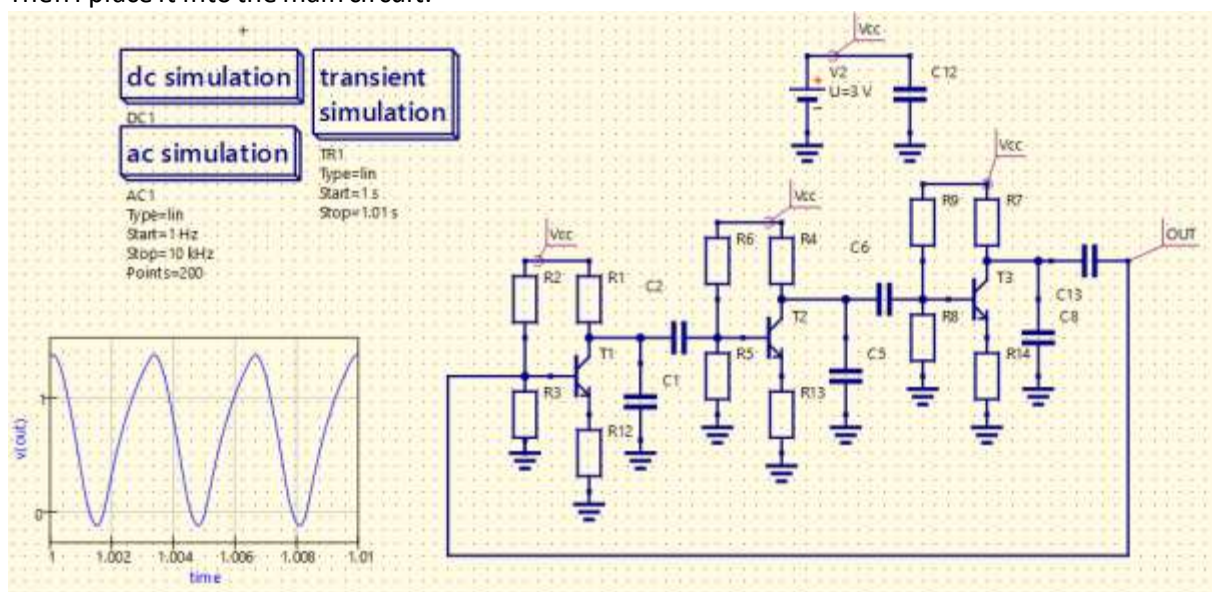 Then I place it into the main circuit.
dc simulation
DC1
transient
simulation
TR1
Type=lin
Start=1 s
Stop=1.01 s
ac simulation
AC1
Type=lin
Start=1 Hz
Stop=10 kHz
Points=200
Vcc
V2
U=3 V
C12
Vcc
R9
R7
Vcc
R6
R4
C6
OUT
Vcc
R2
R1
C2
T3
C13
C8
T2
R8
R14
T1
R5
C5
C1
R3
R13
R12
v(out)
1
0
1
1.002
1.004
1.006
1.008
1.01
time